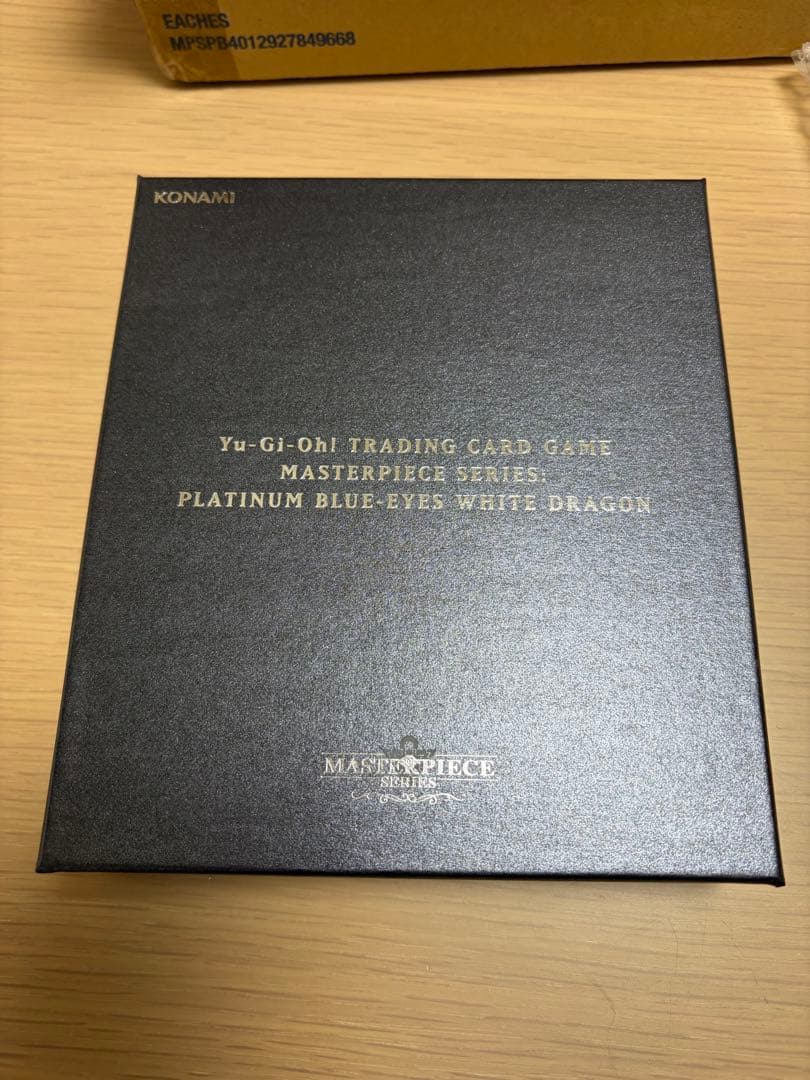 EACHES
MPSPB4012927849668
KONAMI
Yu-Gi-Oh! TRADING CARD GAME
MASTERPIECE SERIES:
PLATINUM BLUE-EYES WHITE DRAGON
MASTERPIECE
SERIES